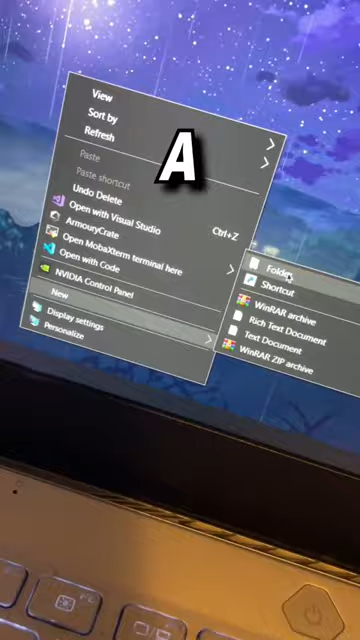 View
Sort by
Refresh
A
Paste
Paste shortcut
Undo Delete
Ctrl+Z
Open with Visual Studio
ArmouryCrate
Open MobaXterm terminal here
Open with Code
NVIDIA Control Panel
New
Display settings
Personalize
Folder
Shortcut
WinRAR archive
Rich Text Document
Text Document
WinRAR ZIP archive